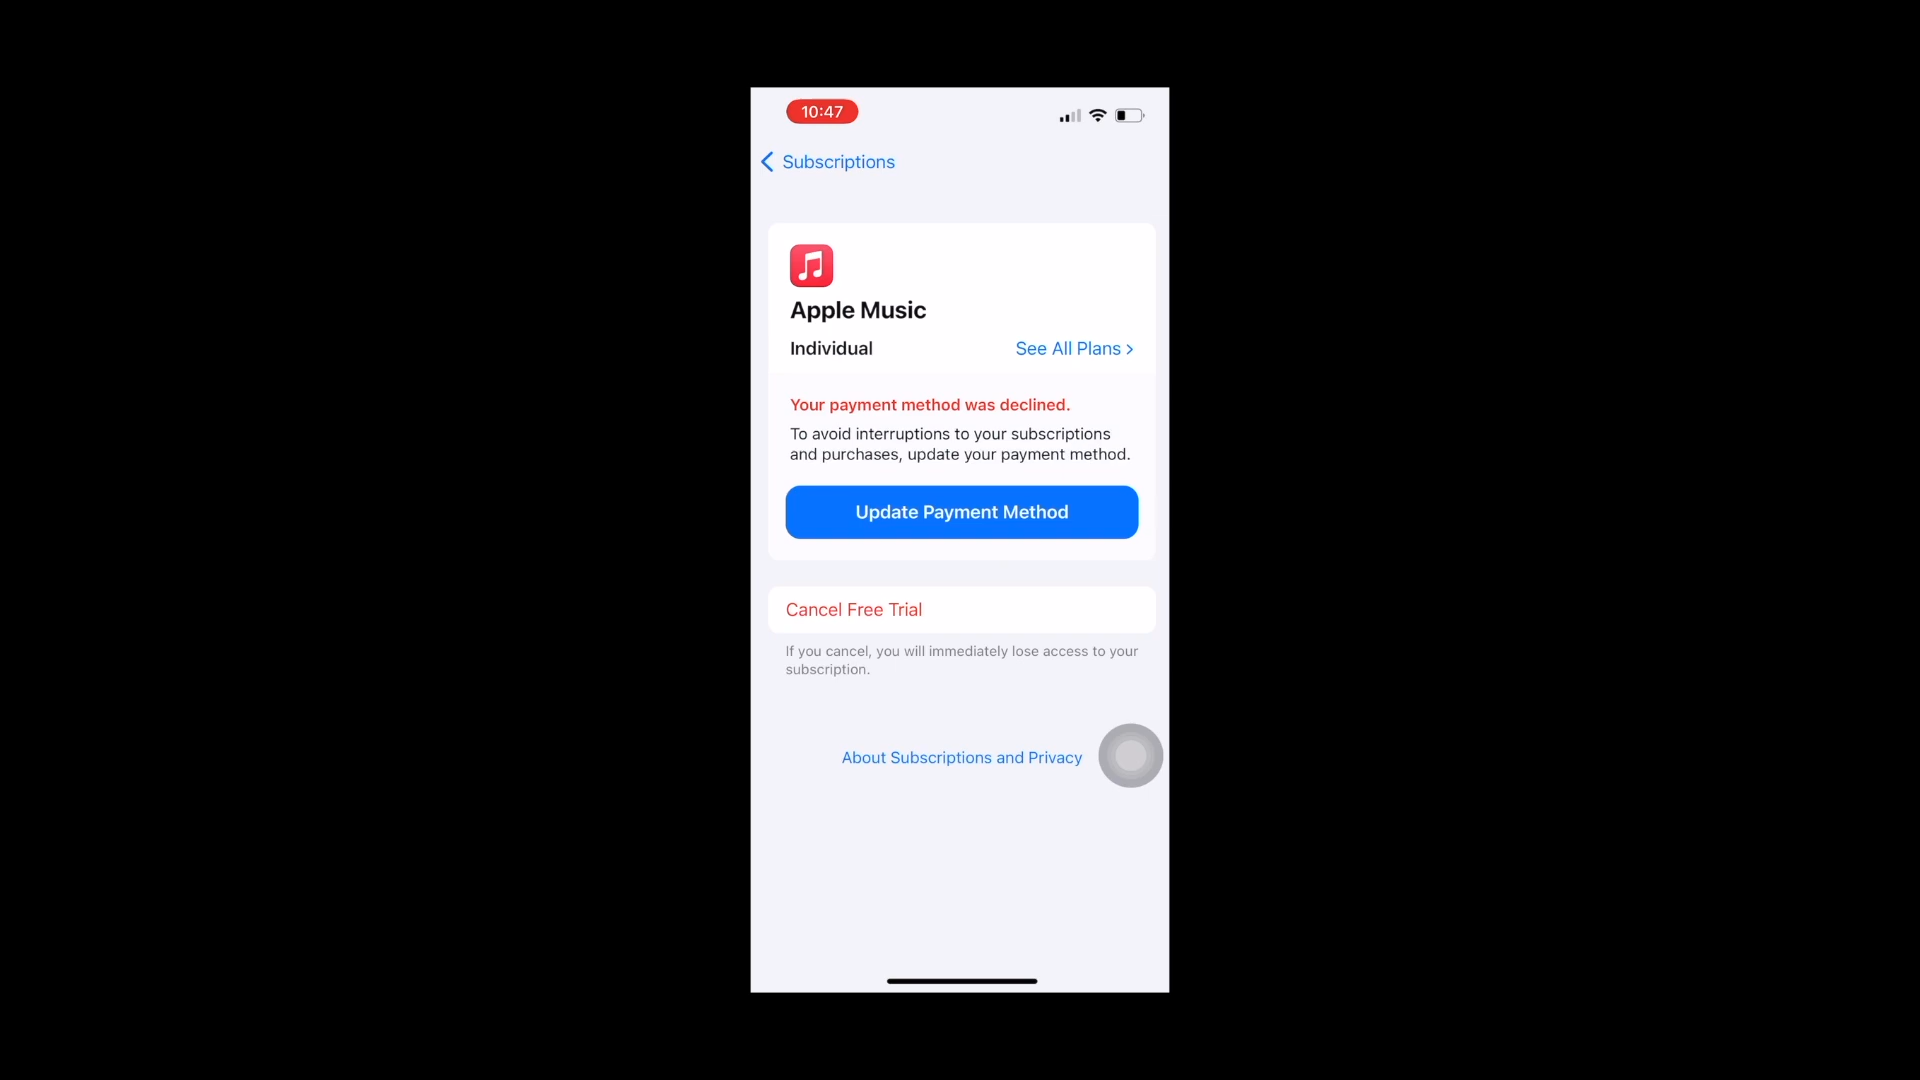 10:47
Subscriptions
Apple Music
Individual
See All Plans
Your payment method was declined.
To avoid interruptions to your subscriptions
and purchases, update your payment method.
Update Payment Method
Cancel Free Trial
If you cancel, you will immediately lose access to your
subscription.
About Subscriptions and Privacy